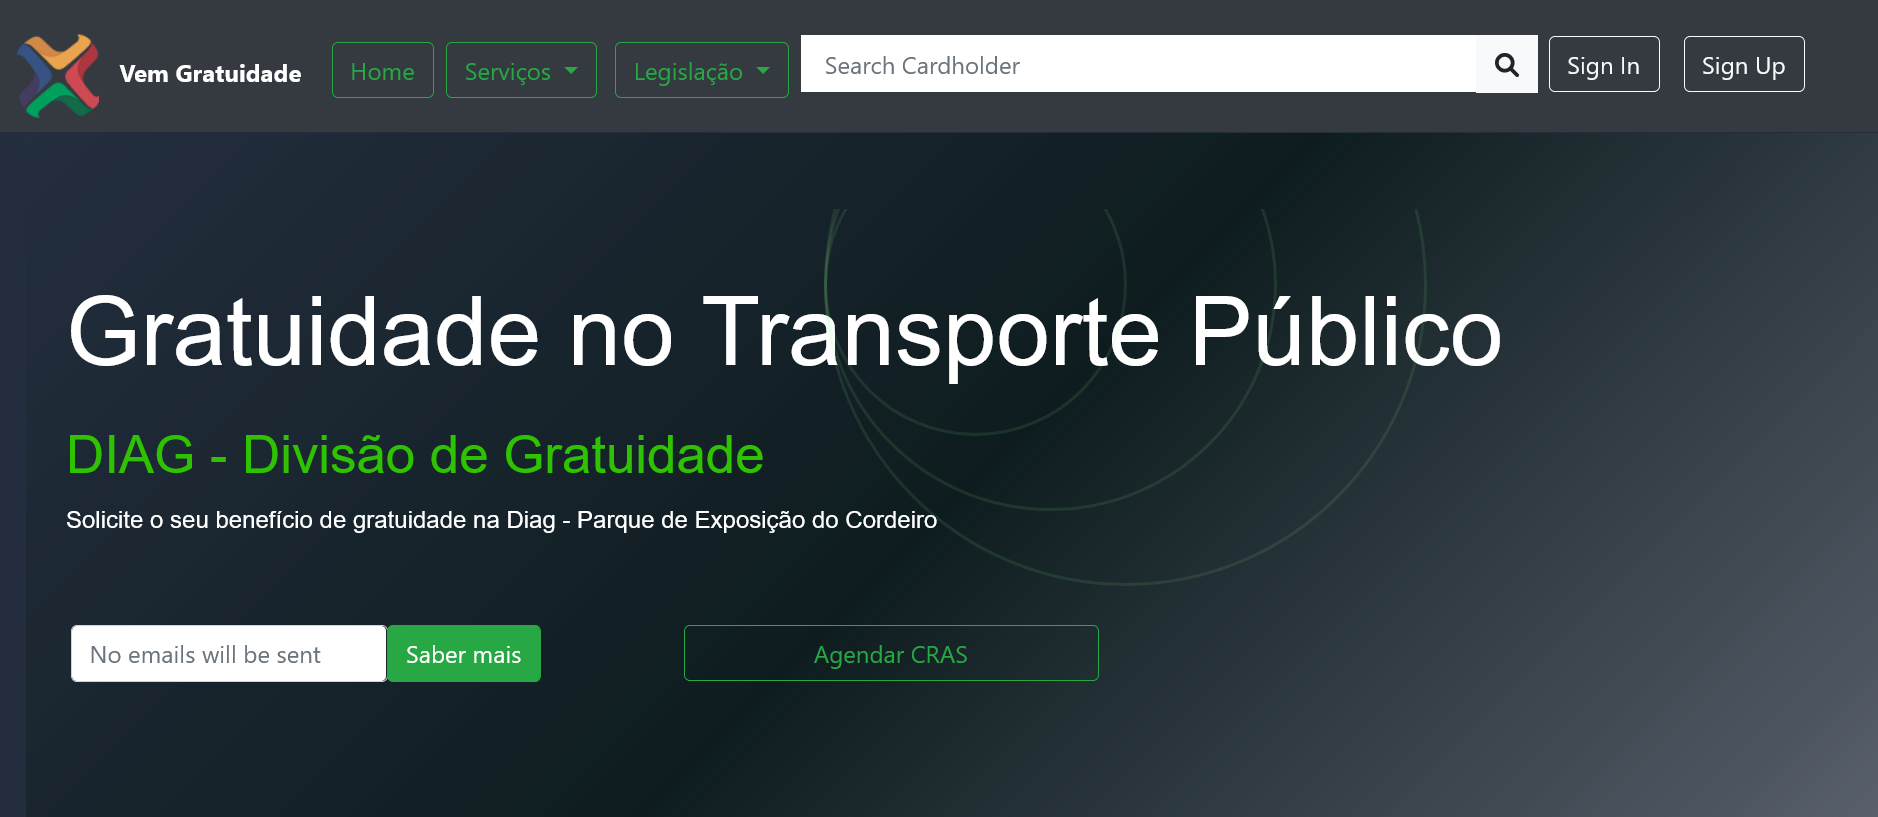 Vem Gratuidade Home Serviços Legislação Search Cardholder Sign In Sign Up
Gratuidade no Transporte Público
DIAG - Divisão de Gratuidade
Solicite o seu benefício de gratuidade na Diag - Parque de Exposição do Cordeiro
No emails will be sent Saber mais Agendar CRAS